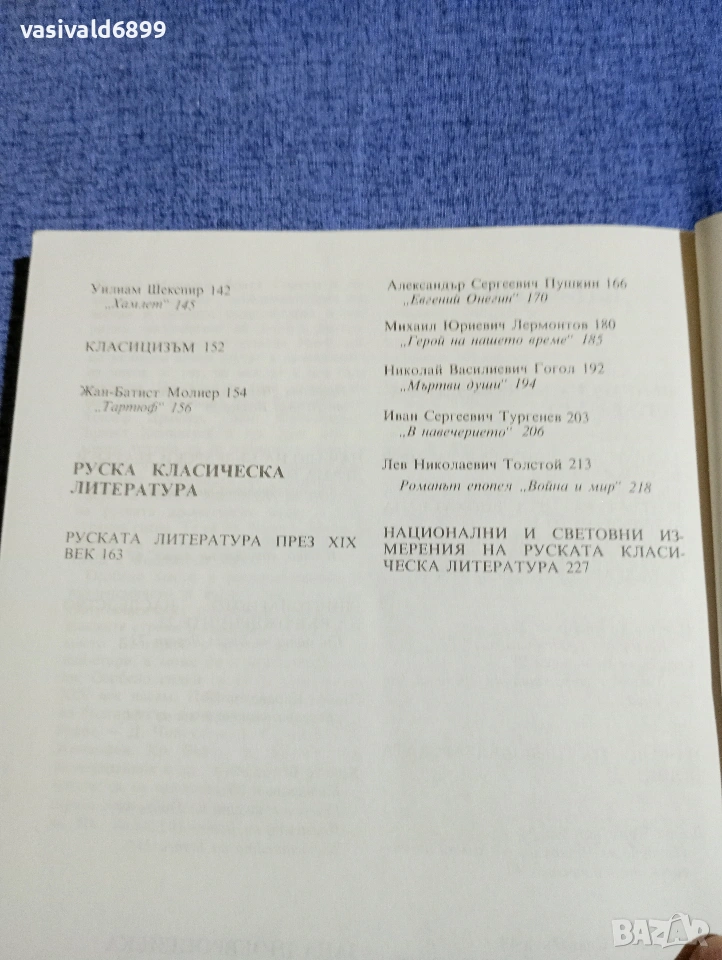 vasivald6899
Уилиам Шекспир 142
„Хамлет“ 145
КЛАСИЦИЗЪМ 152
Жан-Батист Молиер 154
„Тартюф“ 156
РУСКА КЛАСИЧЕСКА
ЛИТЕРАТУРА
РУСКАТА ЛИТЕРАТУРА ПРЕЗ XIX
ВЕК 163
Александър Сергеевич Пушкин 166
„Евгений Онегин“ 170
Михаил Юриевич Лермонтов 180
„Герой на нашето време“ 185
Николай Василиевич Гогол 192
„Мъртви души“ 194
Иван Сергеевич Тургенев 203
„В навечерието“ 206
Лев Николаевич Толстой 213
Романът епопея „Война и мир“ 218
НАЦИОНАЛНИ И СВЕТОВНИ ИЗ-
МЕРЕНИЯ НА РУСКАТА КЛАСИ-
ЧЕСКА ЛИТЕРАТУРА 227
BAZAR